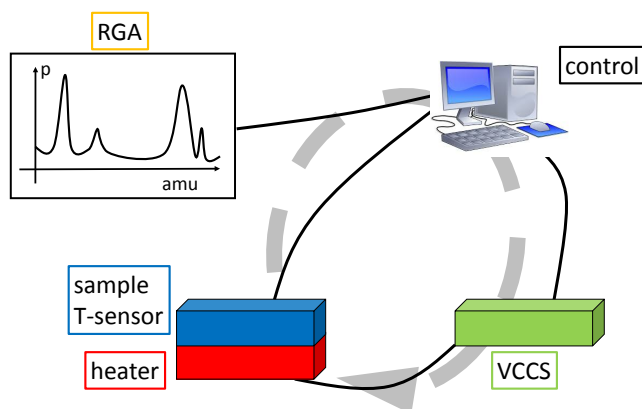 RGA
p
amu
control
sample
T-sensor
heater
VCCS